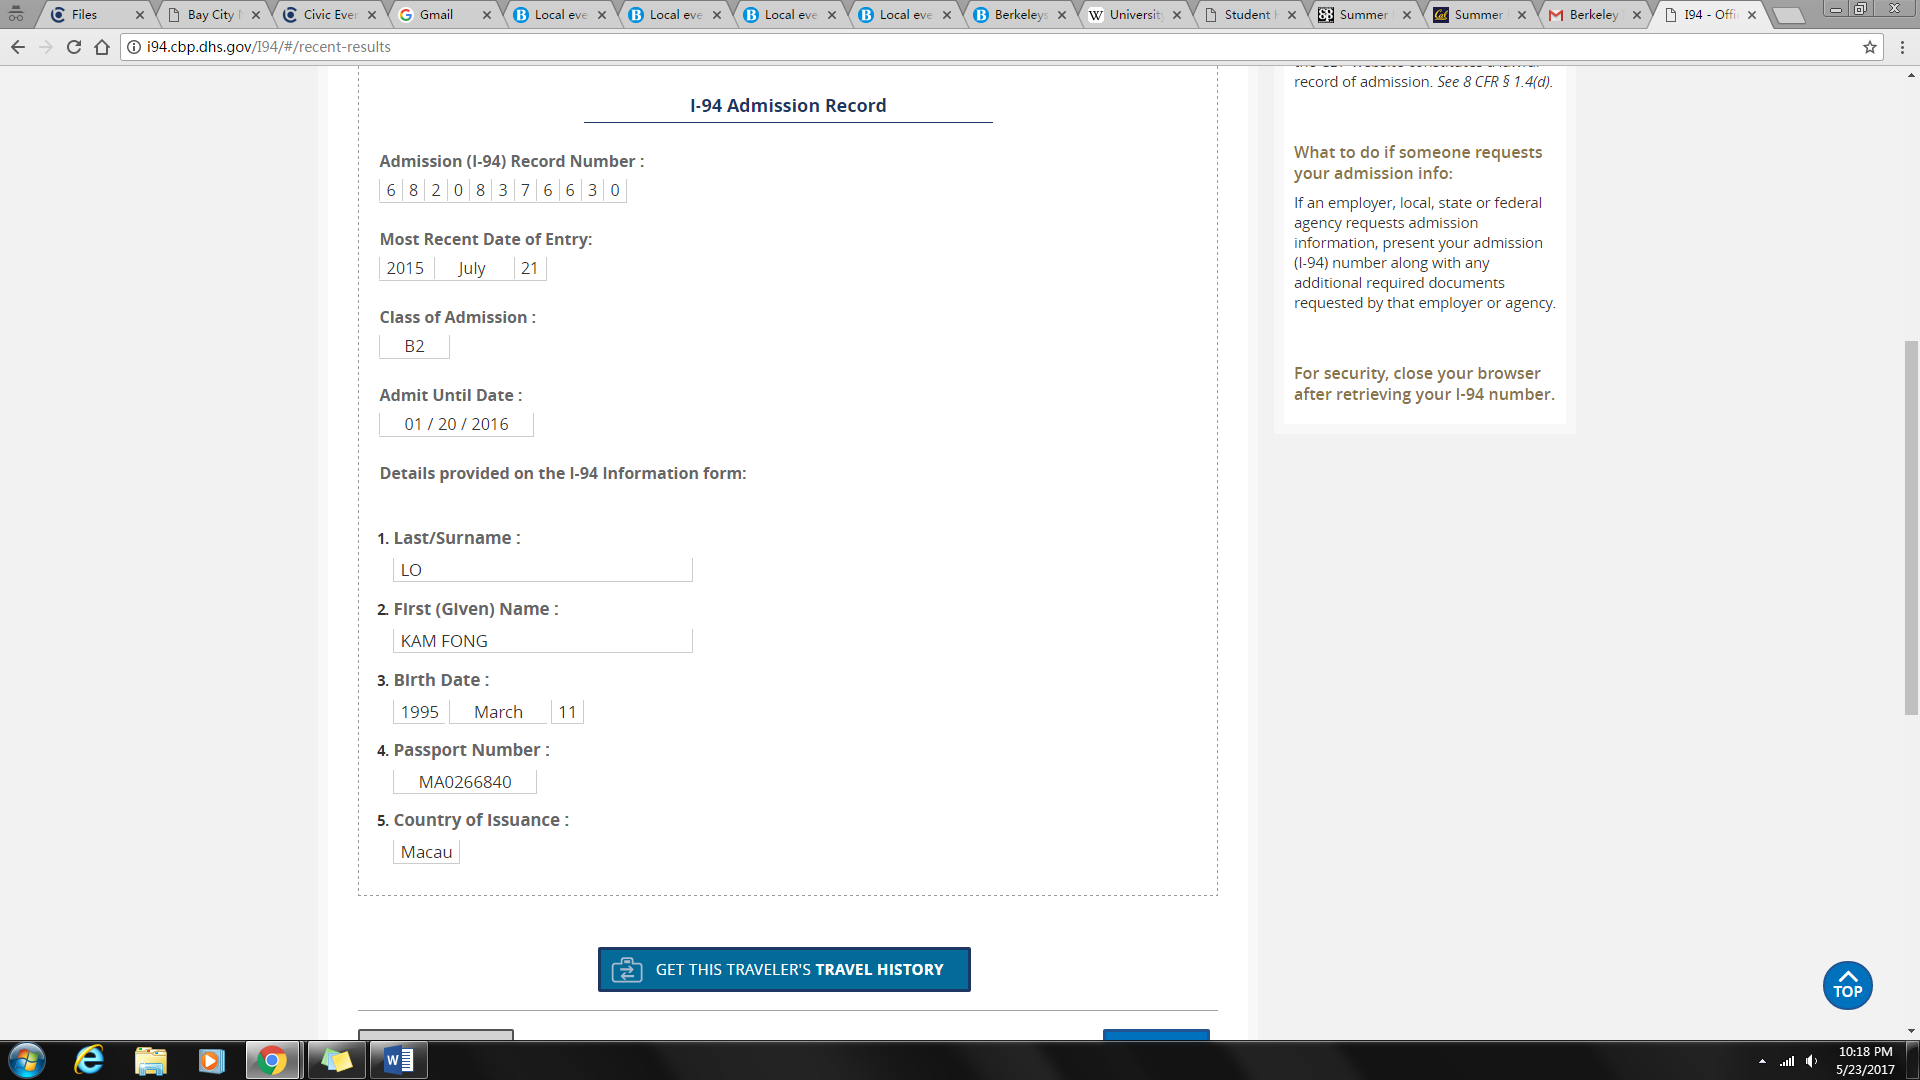 Files
Bay City
Civic Ever
Gmail
Local eve
Local eve
Local eve
Local eve
Berkeleys
University
Student
Summer
Summer
Berkeley
I94 - Offi
i94.cbp.dhs.gov/I94/#/recent-results
I-94 Admission Record
Admission (I-94) Record Number :
6 8 2 0 8 3 7 6 6 3 0
Most Recent Date of Entry:
2015 July 21
Class of Admission :
B2
Admit Until Date :
01 / 20 / 2016
Details provided on the I-94 Information form:
1. Last/Surname :
LO
2. First (Given) Name :
KAM FONG
3. Birth Date :
1995 March 11
4. Passport Number :
MA0266840
5. Country of Issuance :
Macau
GET THIS TRAVELER'S TRAVEL HISTORY
record of admission. See 8 CFR § 1.4(d).
What to do if someone requests
your admission info:
If an employer, local, state or federal
agency requests admission
information, present your admission
(I-94) number along with any
additional required documents
requested by that employer or agency.
For security, close your browser
after retrieving your I-94 number.
TOP
10:18 PM
5/23/2017